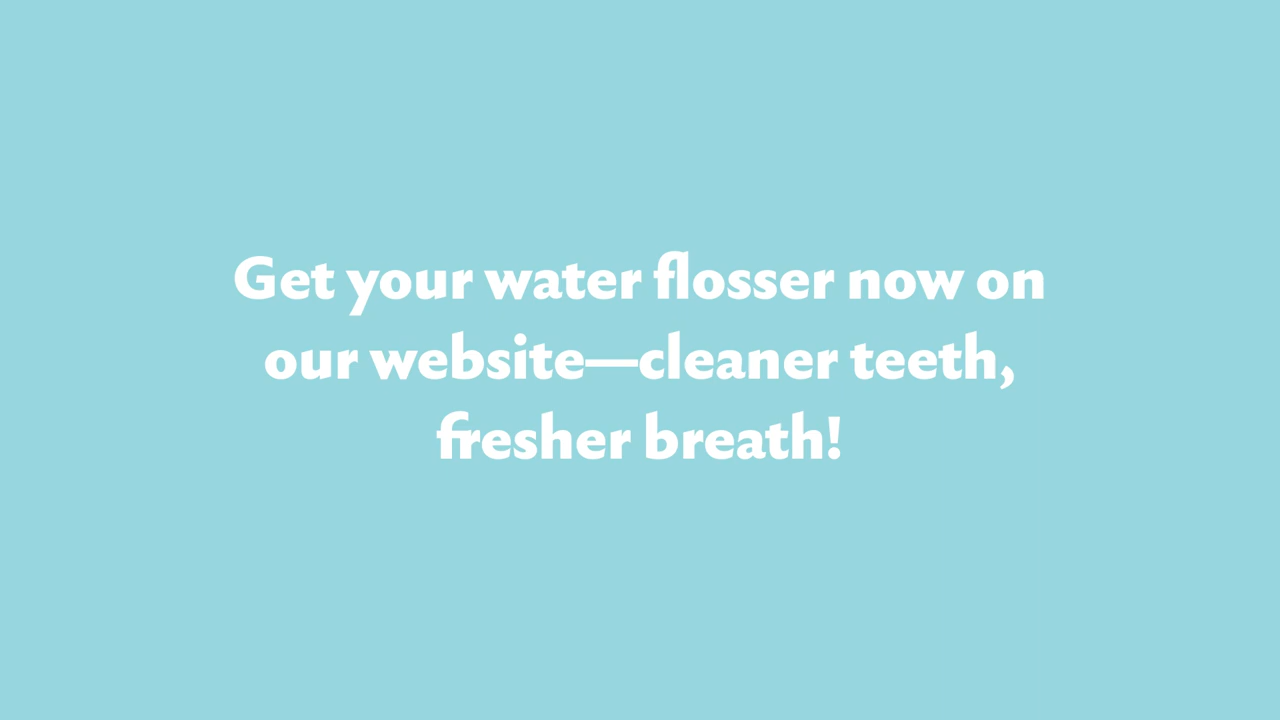 Get your water flosser now on
our website—cleaner teeth,
fresher breath!